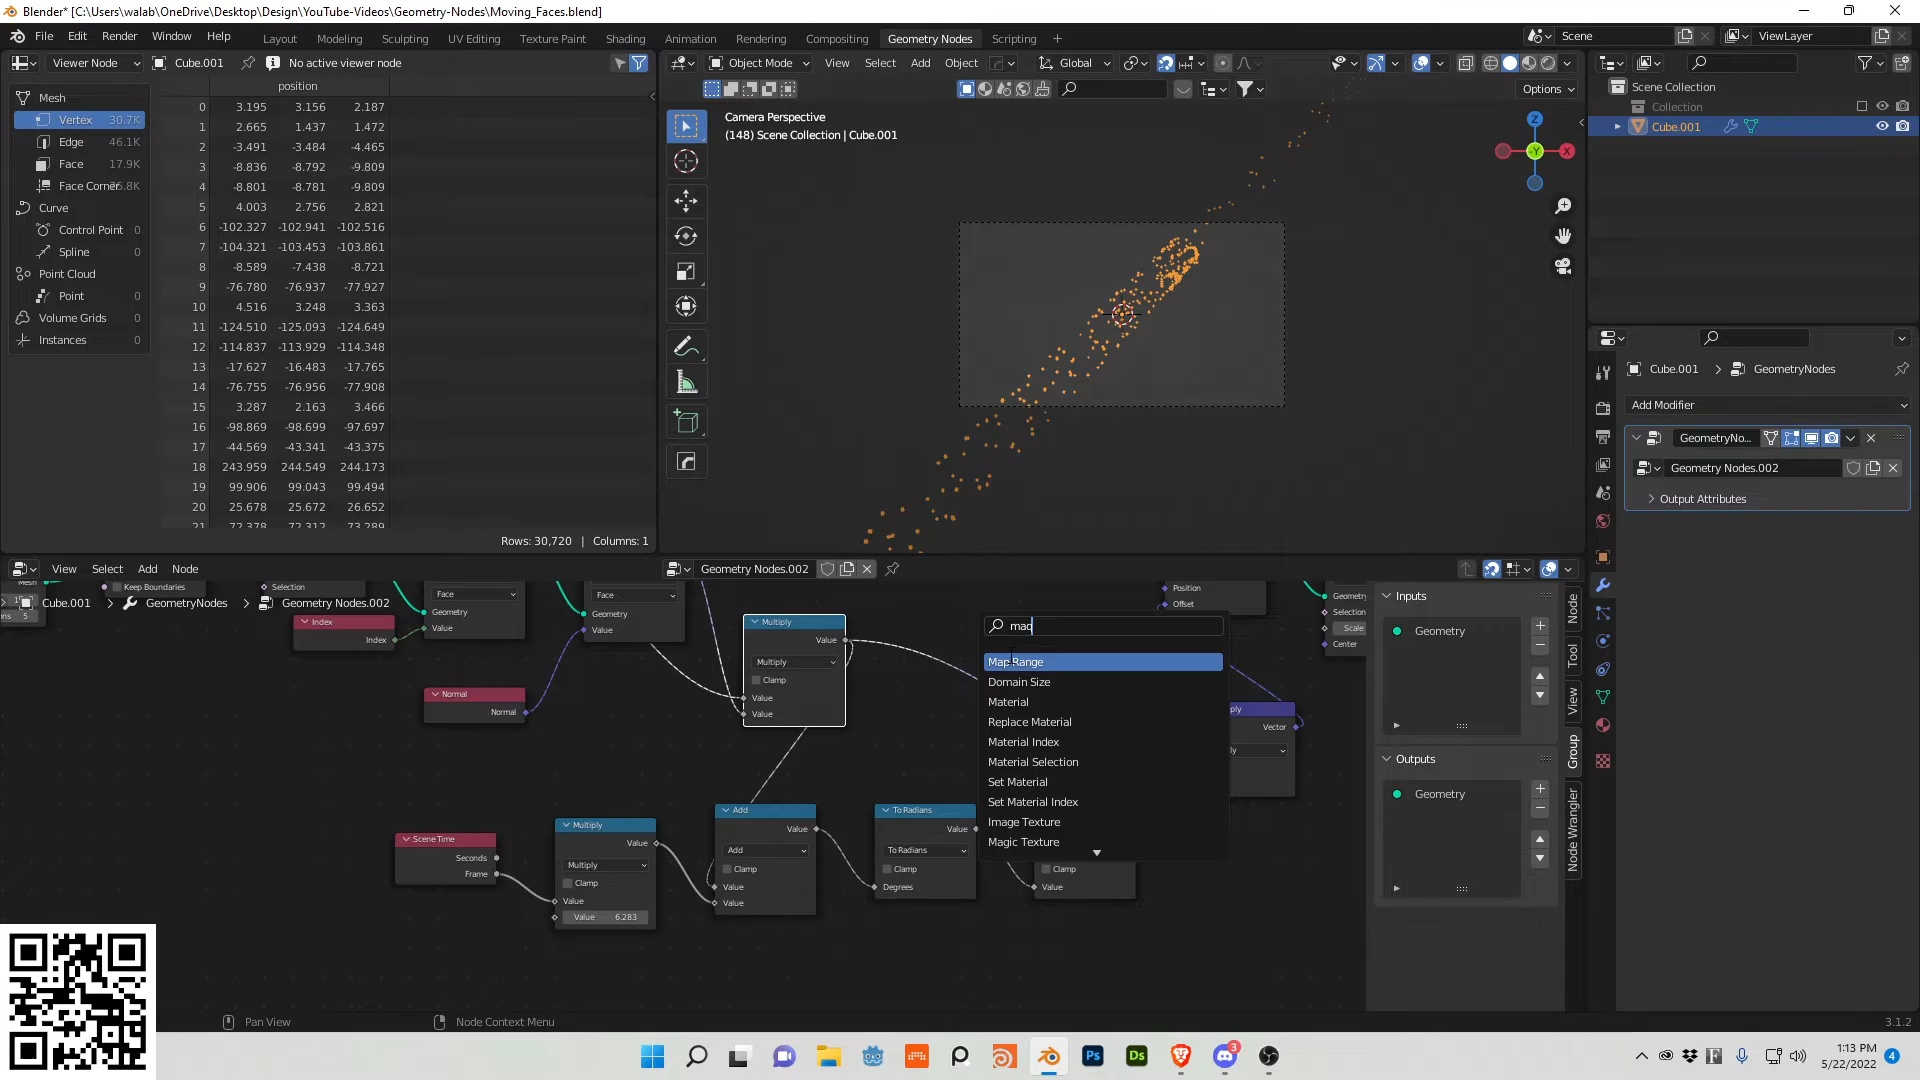 Blender* [C:\Users\walab\OneDrive\Desktop\Design\YouTube-Videos\Geometry-Nodes\Moving_Faces.blend]
File Edit Render Window Help
Layout Modeling Sculpting UV Editing Texture Paint Shading Animation Rendering Compositing Geometry Nodes Scripting +
Scene
ViewLayer
Viewer Node
Cube.001
No active viewer node
position
Mesh
Vertex 30.7K
Edge 46.1K
Face 17.9K
Face Corner
Curve
Control Point 0
Spline 0
Point Cloud
Point 0
Volume Grids 0
Instances 0
0 3.195 3.156 2.187
1 2.665 1.437 1.472
2 -3.491 -3.484 -4.465
3 -8.836 -8.792 -9.809
4 -8.801 -8.781 -9.809
5 4.003 2.756 2.821
6 -102.327 -102.941 -102.516
7 -104.321 -103.453 -103.861
8 -8.589 -7.438 -8.721
9 -76.780 -76.937 -77.927
10 4.516 3.248 3.363
11 -124.510 -125.093 -124.649
12 -114.837 -113.929 -114.348
13 -17.627 -16.483 -17.765
14 -76.755 -76.956 -77.908
15 3.287 2.163 3.466
16 -98.869 -98.699 -97.697
17 -44.569 -43.341 -43.375
18 243.959 244.549 244.173
19 99.906 99.043 99.494
20 25.678 25.672 26.652
21 72.378 72.312 73.289
Rows: 30,720 | Columns: 1
Object Mode View Select Add Object Global
Options
Camera Perspective
(148) Scene Collection | Cube.001
Z
X
-Y
Scene Collection
Collection
Cube.001
Cube.001 > GeometryNodes
Add Modifier
GeometryNo...
Geometry Nodes.002
Output Attributes
View Select Add Node
Geometry Nodes.002
Cube.001 > GeometryNodes > Geometry Nodes.002
Mesh
Keep Boundaries
Selection
5
Face
Geometry
Value
Face
Geometry
Value
Index
Index
Normal
Normal
Multiply
Value
Multiply
Clamp
Value
Value
Position
Offset
Geometry
Selection
Scale
Center
maq
Map Range
Domain Size
Material
Replace Material
Material Index
Material Selection
Set Material
Set Material Index
Image Texture
Magic Texture
Vector
Scene Time
Seconds
Frame
Multiply
Value
Multiply
Clamp
Value
Value 6.283
Add
Value
Add
Clamp
Value
Value
To Radians
Value
To Radians
Clamp
Degrees
Clamp
Value
Inputs
Geometry
Outputs
Geometry
Node
Tool
View
Group
Node Wrangler
Pan View
Node Context Menu
3.1.2
Ps
Ds
3
1:13 PM
5/22/2022
4